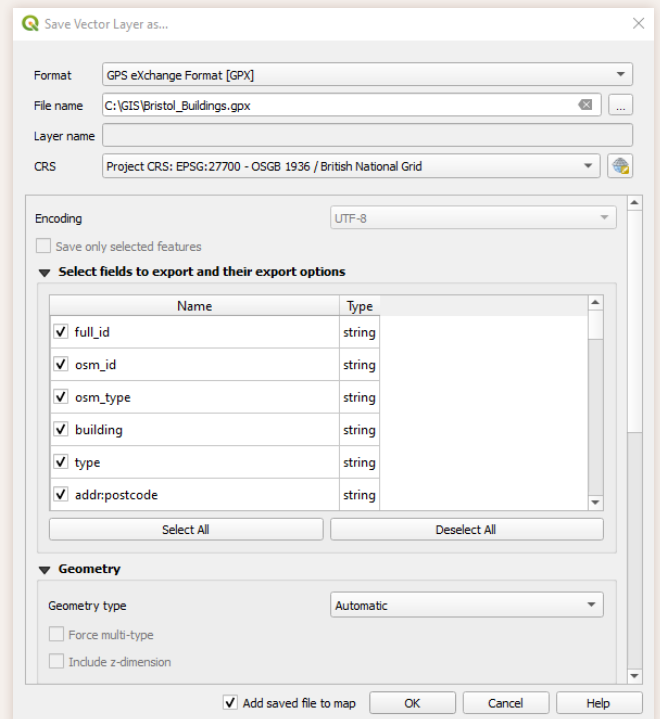 Save Vector Layer as...
Format GPS eXchange Format [GPX]
File name C:\GIS\Bristol_Buildings.gpx ...
Layer name
CRS Project CRS: EPSG:27700 - OSGB 1936 / British National Grid
Encoding UTF-8
Save only selected features
Select fields to export and their export options
Name Type
full_id string
osm_id string
osm_type string
building string
type string
addr:postcode string
Select All Deselect All
Geometry
Geometry type Automatic
Force multi-type
Include z-dimension
Add saved file to map OK Cancel Help